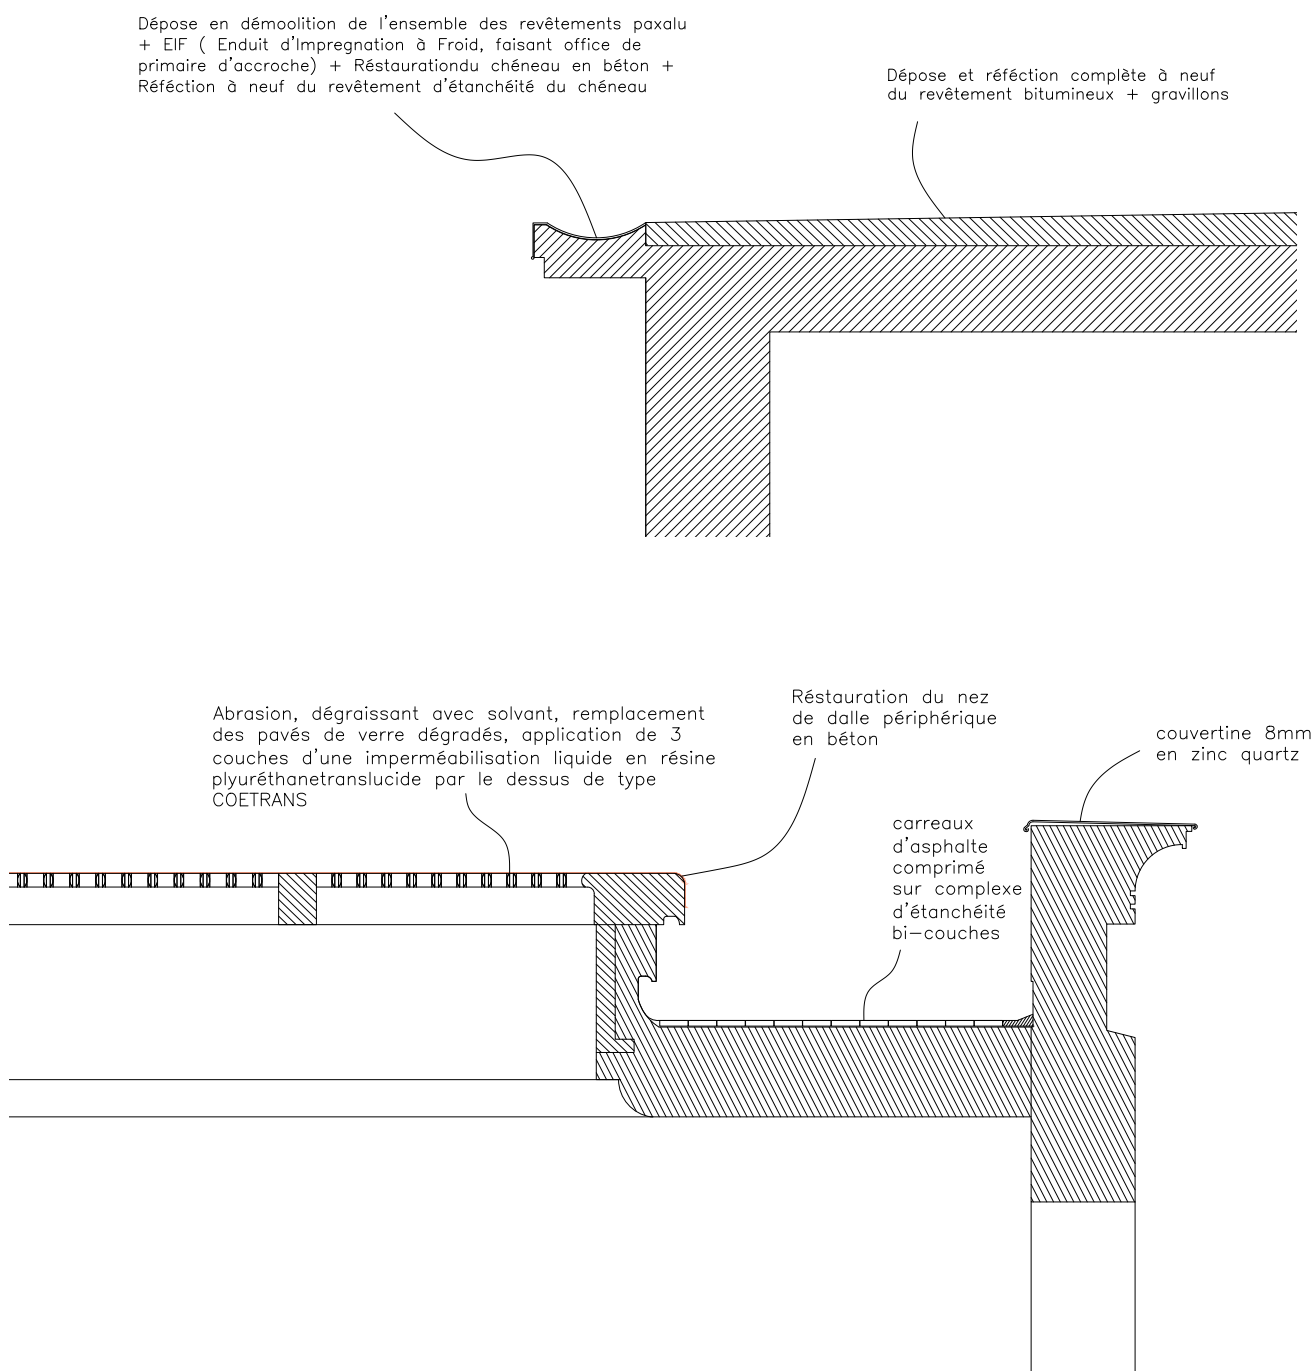 Dépose en démoolition de l'ensemble des revêtements paxalu
+ EIF ( Enduit d'Impregnation à Froid, faisant office de
primaire d'accroche) + Réstaurationdu chéneau en béton +
Réféction à neuf du revêtement d'étanchéité du chéneau
Dépose et réféction complète à neuf
du revêtement bitumineux + gravillons
Abrasion, dégraissant avec solvant, remplacement
des pavés de verre dégradés, application de 3
couches d'une imperméabilisation liquide en résine
plyuréthanetranslucide par le dessus de type
COETRANS
Réstauration du nez
de dalle périphérique
en béton
couvertine 8mm
en zinc quartz
carreaux
d'asphalte
comprimé
sur complexe
d'étanchéité
bi-couches